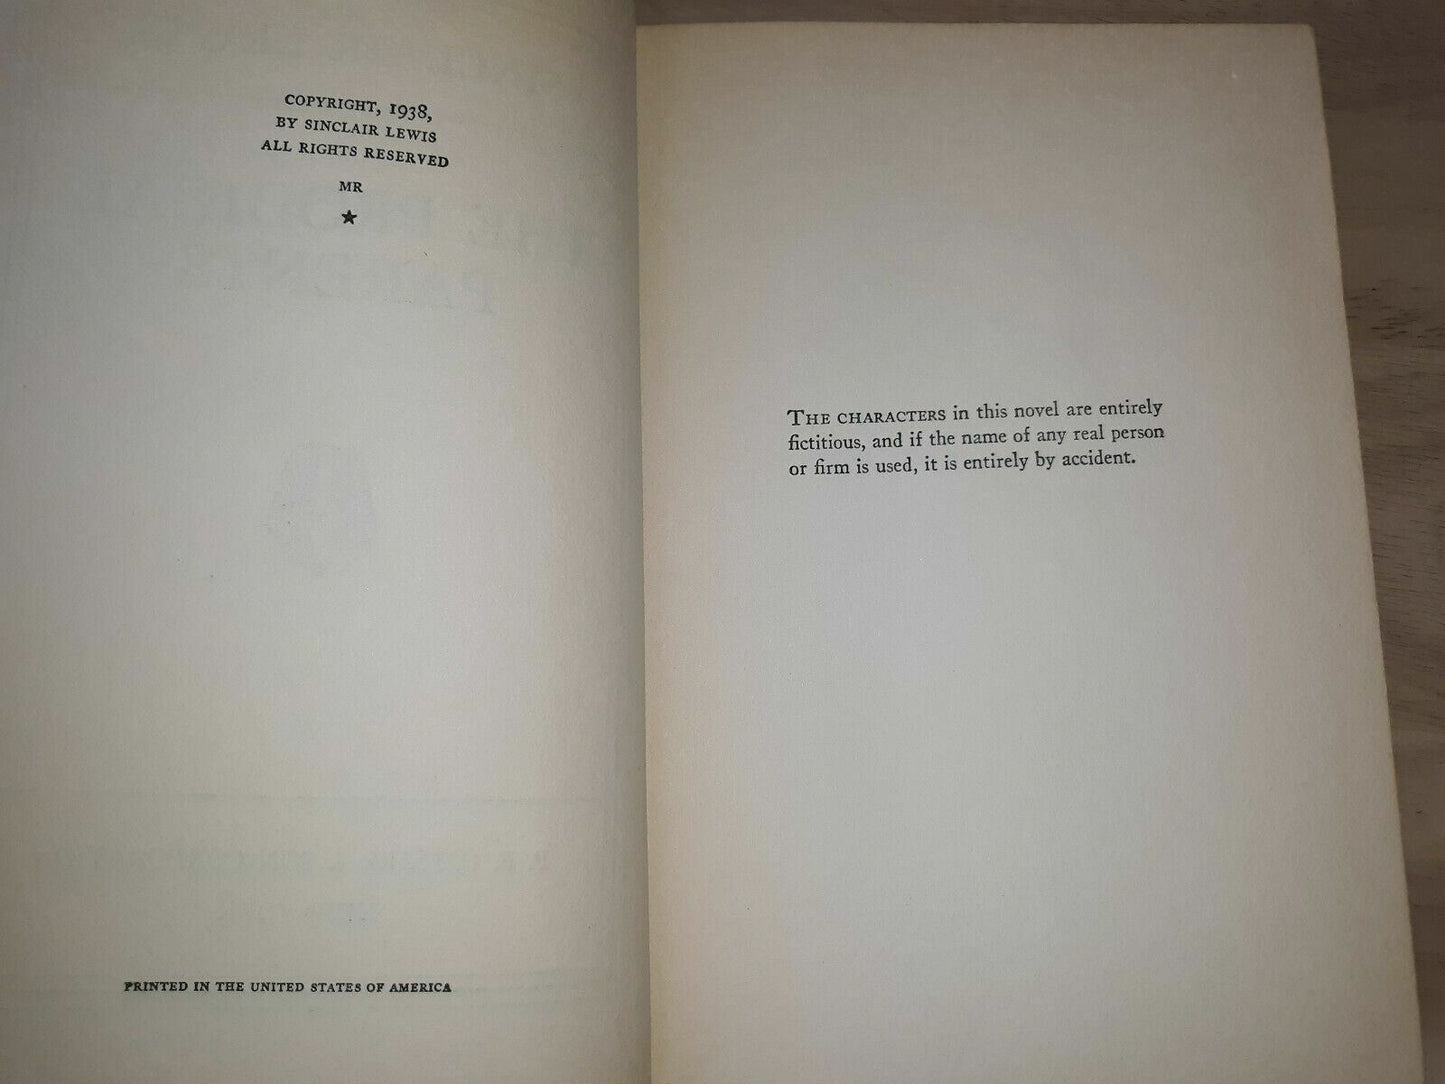 COPYRIGHT, 1938,
BY SINCLAIR LEWIS
ALL RIGHTS RESERVED
MR
★
PRINTED IN THE UNITED STATES OF AMERICA
THE CHARACTERS in this novel are entirely
fictitious, and if the name of any real person
or firm is used, it is entirely by accident.